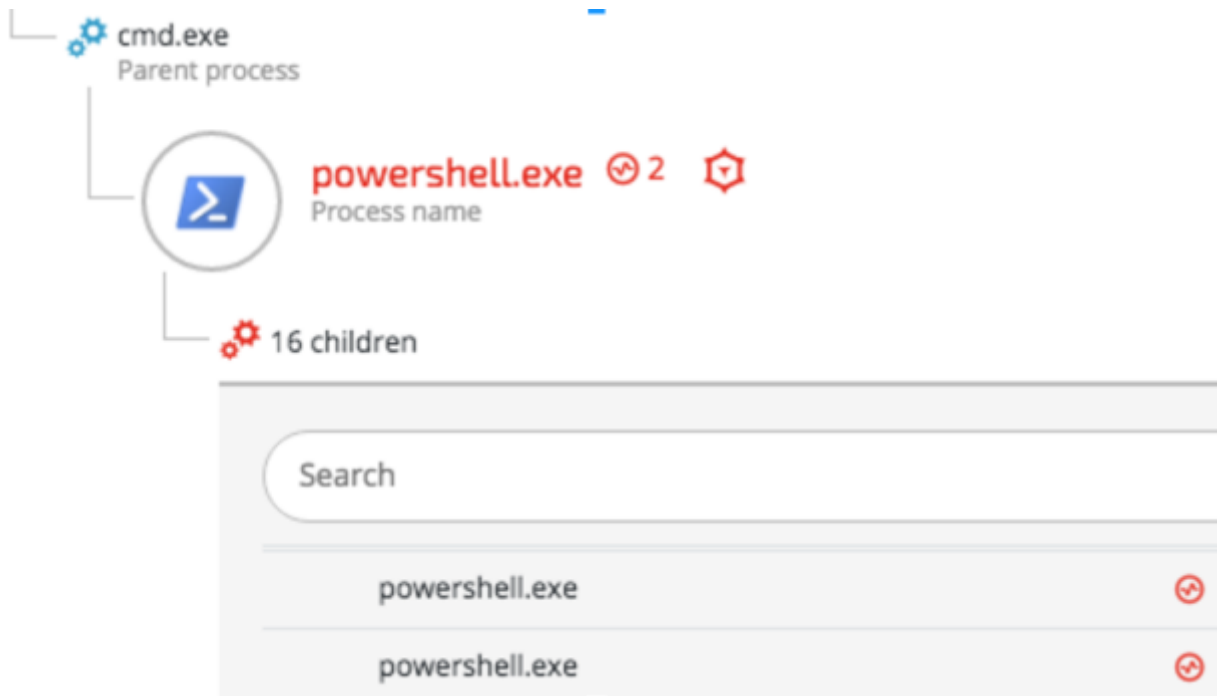 cmd.exe
Parent process
powershell.exe 2
Process name
16 children
Search
powershell.exe
powershell.exe